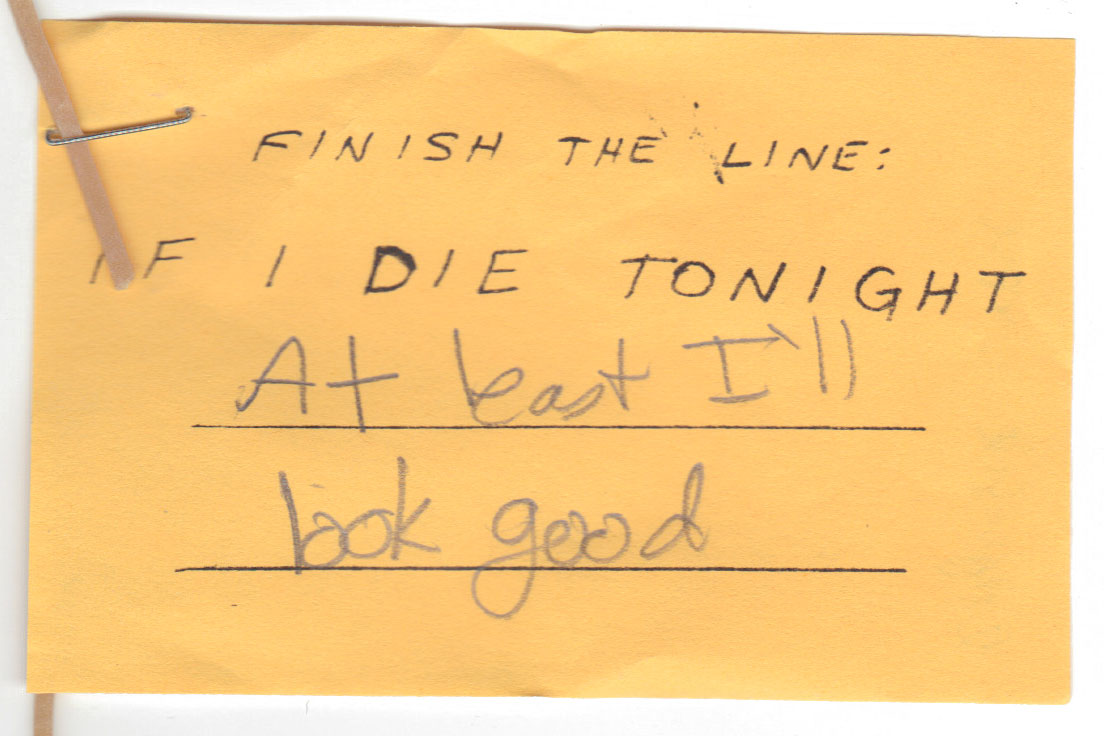 FINISH THE LINE:
IF I DIE TONIGHT
At least I'll
look good